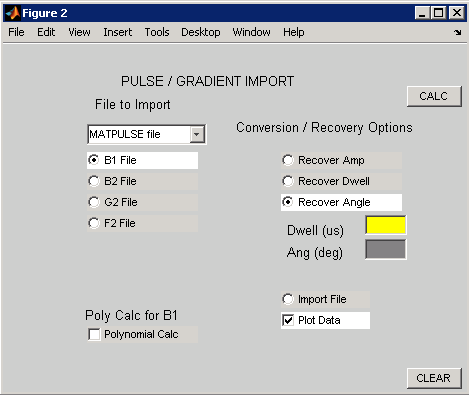 Figure 2
File Edit View Insert Tools Desktop Window Help
PULSE / GRADIENT IMPORT
CALC
File to Import
MATPULSE file
Conversion / Recovery Options
B1 File
B2 File
G2 File
F2 File
Recover Amp
Recover Dwell
Recover Angle
Dwell (us)
Ang (deg)
Import File
Plot Data
Poly Calc for B1
Polynomial Calc
CLEAR